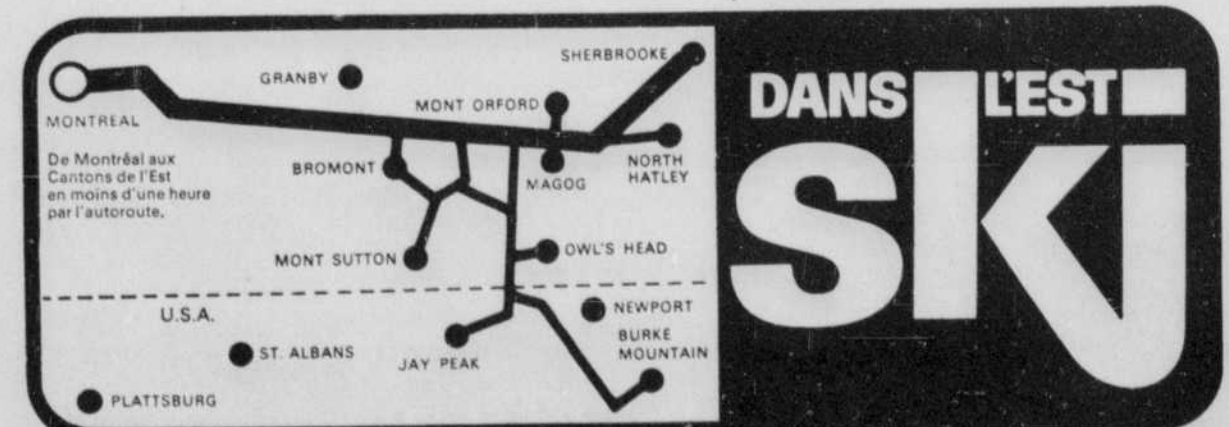 SHERBROOKE
GRANBY
MONT ORFORD
MONTRÉAL
De Montréal aux
Cantons de l'Est
en moins d'une heure
par l'autoroute.
BROMONT
MAGOG
NORTH
HATLEY
MONT SUTTON
OWL'S HEAD
U.S.A.
NEWPORT
ST. ALBANS
JAY PEAK
BURKE
MOUNTAIN
PLATTSBURG
DANS L'EST
SKI